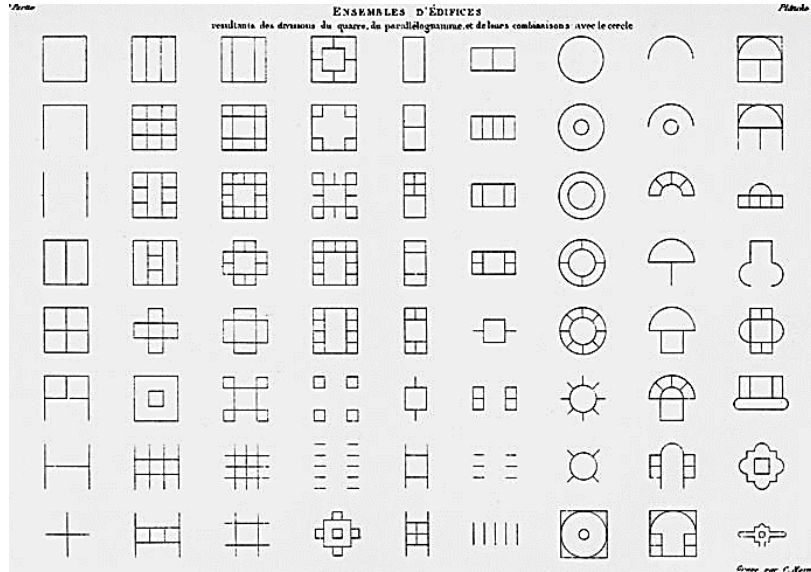 Partie
ENSEMBLES D'ÉDIFICES
Planche
resultants des divisions du quarré, du parallélogramme, et de leurs combinaisons avec le cercle
Gravé par C.